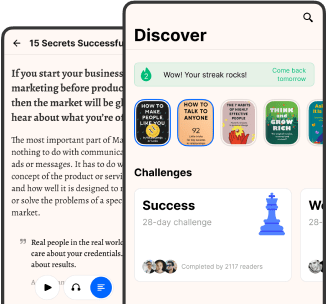 15 Secrets Successfu
If you start your business
marketing before produc
then the market will be gl
hear about what you're of
The most important part of Ma
nothing to do with communica
ads or messages. It has to do w
concept of the product or servi
and how well it is designed to
or solve the problems of a spec
market.
" Real people in the real work
care about your credentials.
about results.
Discover
2
Wow! Your streak rocks!
Come back
tomorrow
HOW TO
MAKE
PEOPLE
LIKE YOU
HOW TO
TALK TO
ANYONE
92
THE 7 HABITS
OF HIGHLY
EFFECTIVE
PEOPLE
THINK
and
GROW
RICH
Challenges
Success
28-day challenge
Completed by 2117 readers